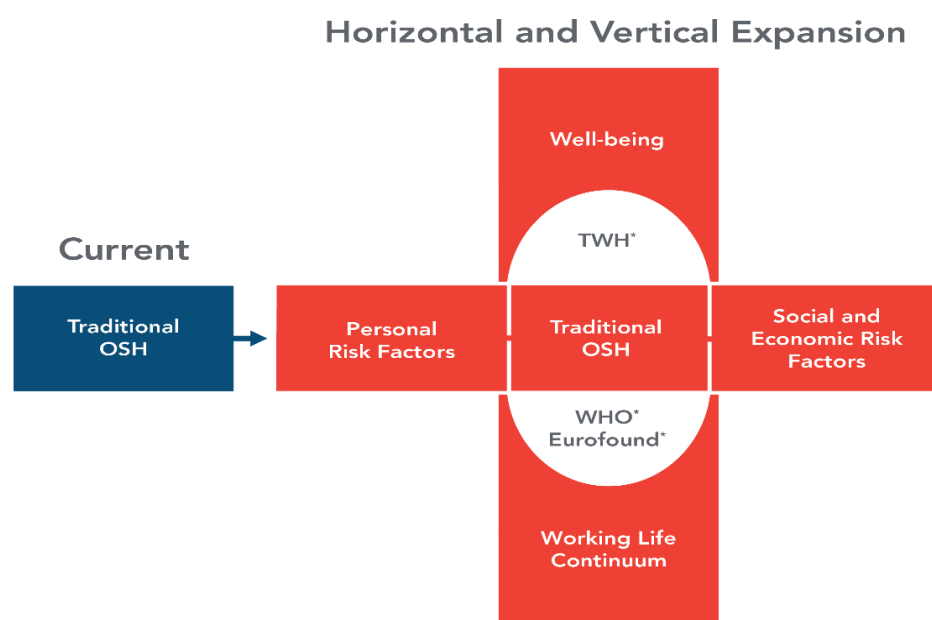 Horizontal and Vertical Expansion
Well-being
TWH*
Current
Traditional
OSH
Personal
Risk Factors
Traditional
OSH
Social and
Economic Risk
Factors
WHO*
Eurofound*
Working Life
Continuum